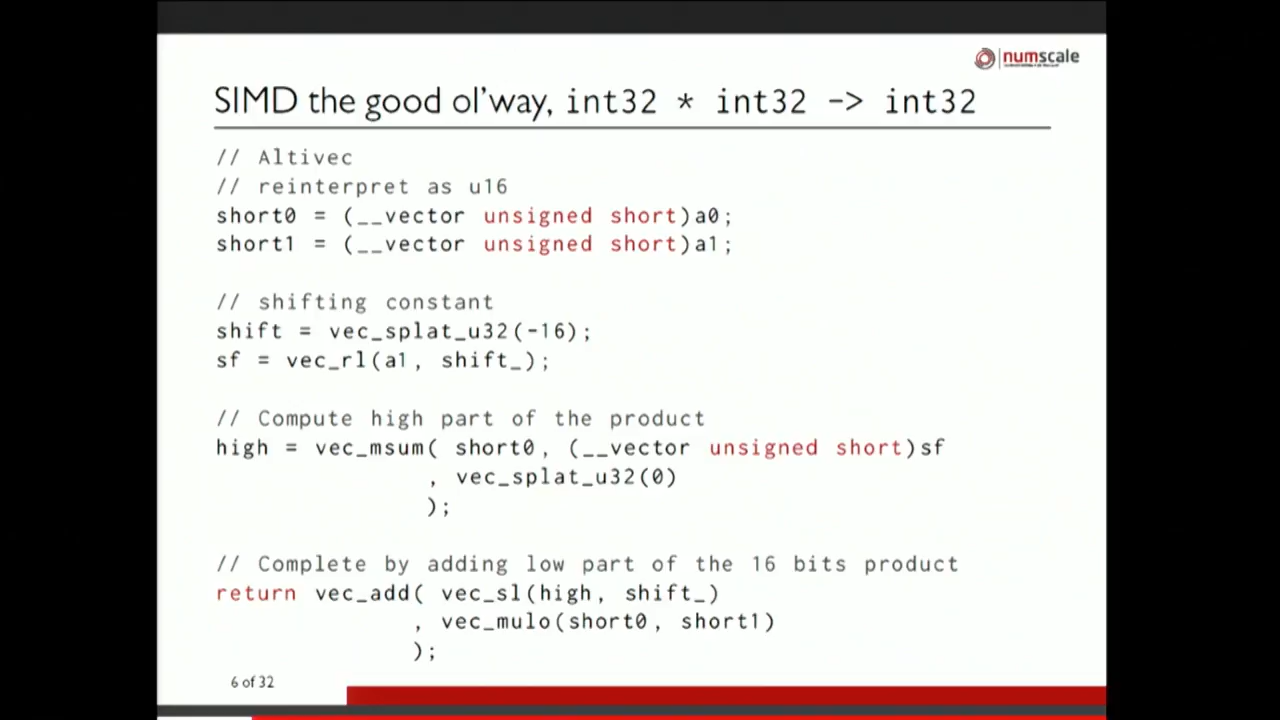 numscale
SIMD the good ol'way, int32 * int32 -> int32
// Altivec
// reinterpret as u16
short0 = (__vector unsigned short)a0;
short1 = (__vector unsigned short)a1;
// shifting constant
shift = vec_splat_u32(-16);
sf = vec_rl(a1, shift_);
// Compute high part of the product
high = vec_msum( short0, (__vector unsigned short)sf
, vec_splat_u32(0)
);
// Complete by adding low part of the 16 bits product
return vec_add( vec_sl(high, shift_)
, vec_mulo(short0, short1)
);
6 of 32